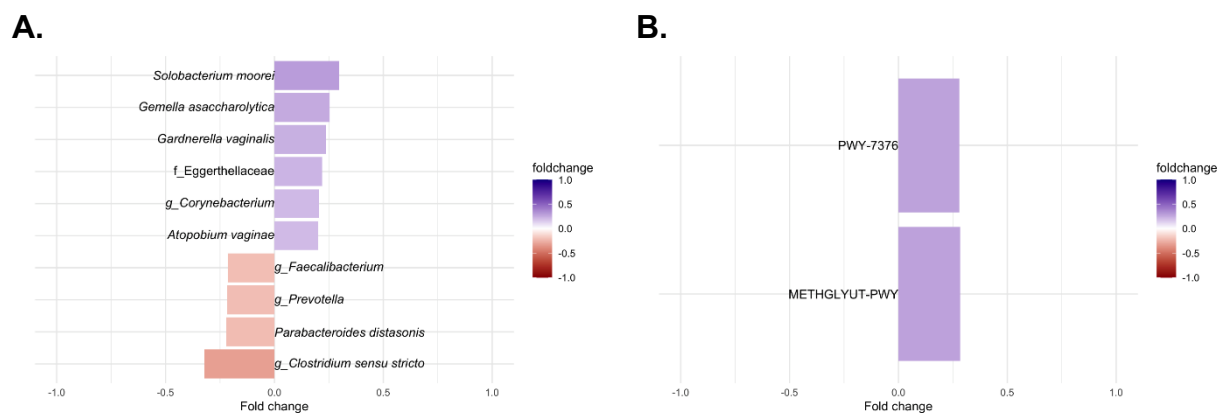 A.
Solobacterium moorei
Gemella asaccharolytica
Gardnerella vaginalis
f_Eggerthellaceae
g_Corynebacterium
Atopobium vaginae
g_Faecalibacterium
g_Prevotella
Parabacteroides distasonis
g_Clostridium sensu stricto
-1.0 -0.5 0.0 0.5 1.0
Fold change
foldchange
1.0
0.5
0.0
-0.5
-1.0
B.
PWY-7376
METHGLYUT-PWY
-1.0 -0.5 0.0 0.5 1.0
Fold change
foldchange
1.0
0.5
0.0
-0.5
-1.0